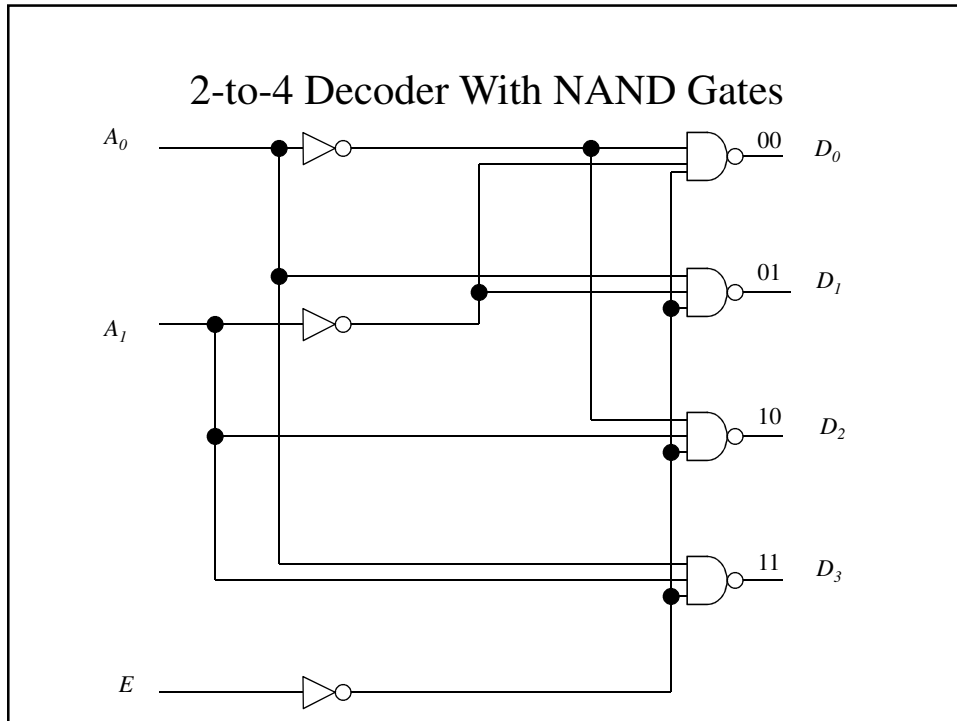 2-to-4 Decoder With NAND Gates
A0 00 D0
01 D1
A1
10 D2
11 D3
E